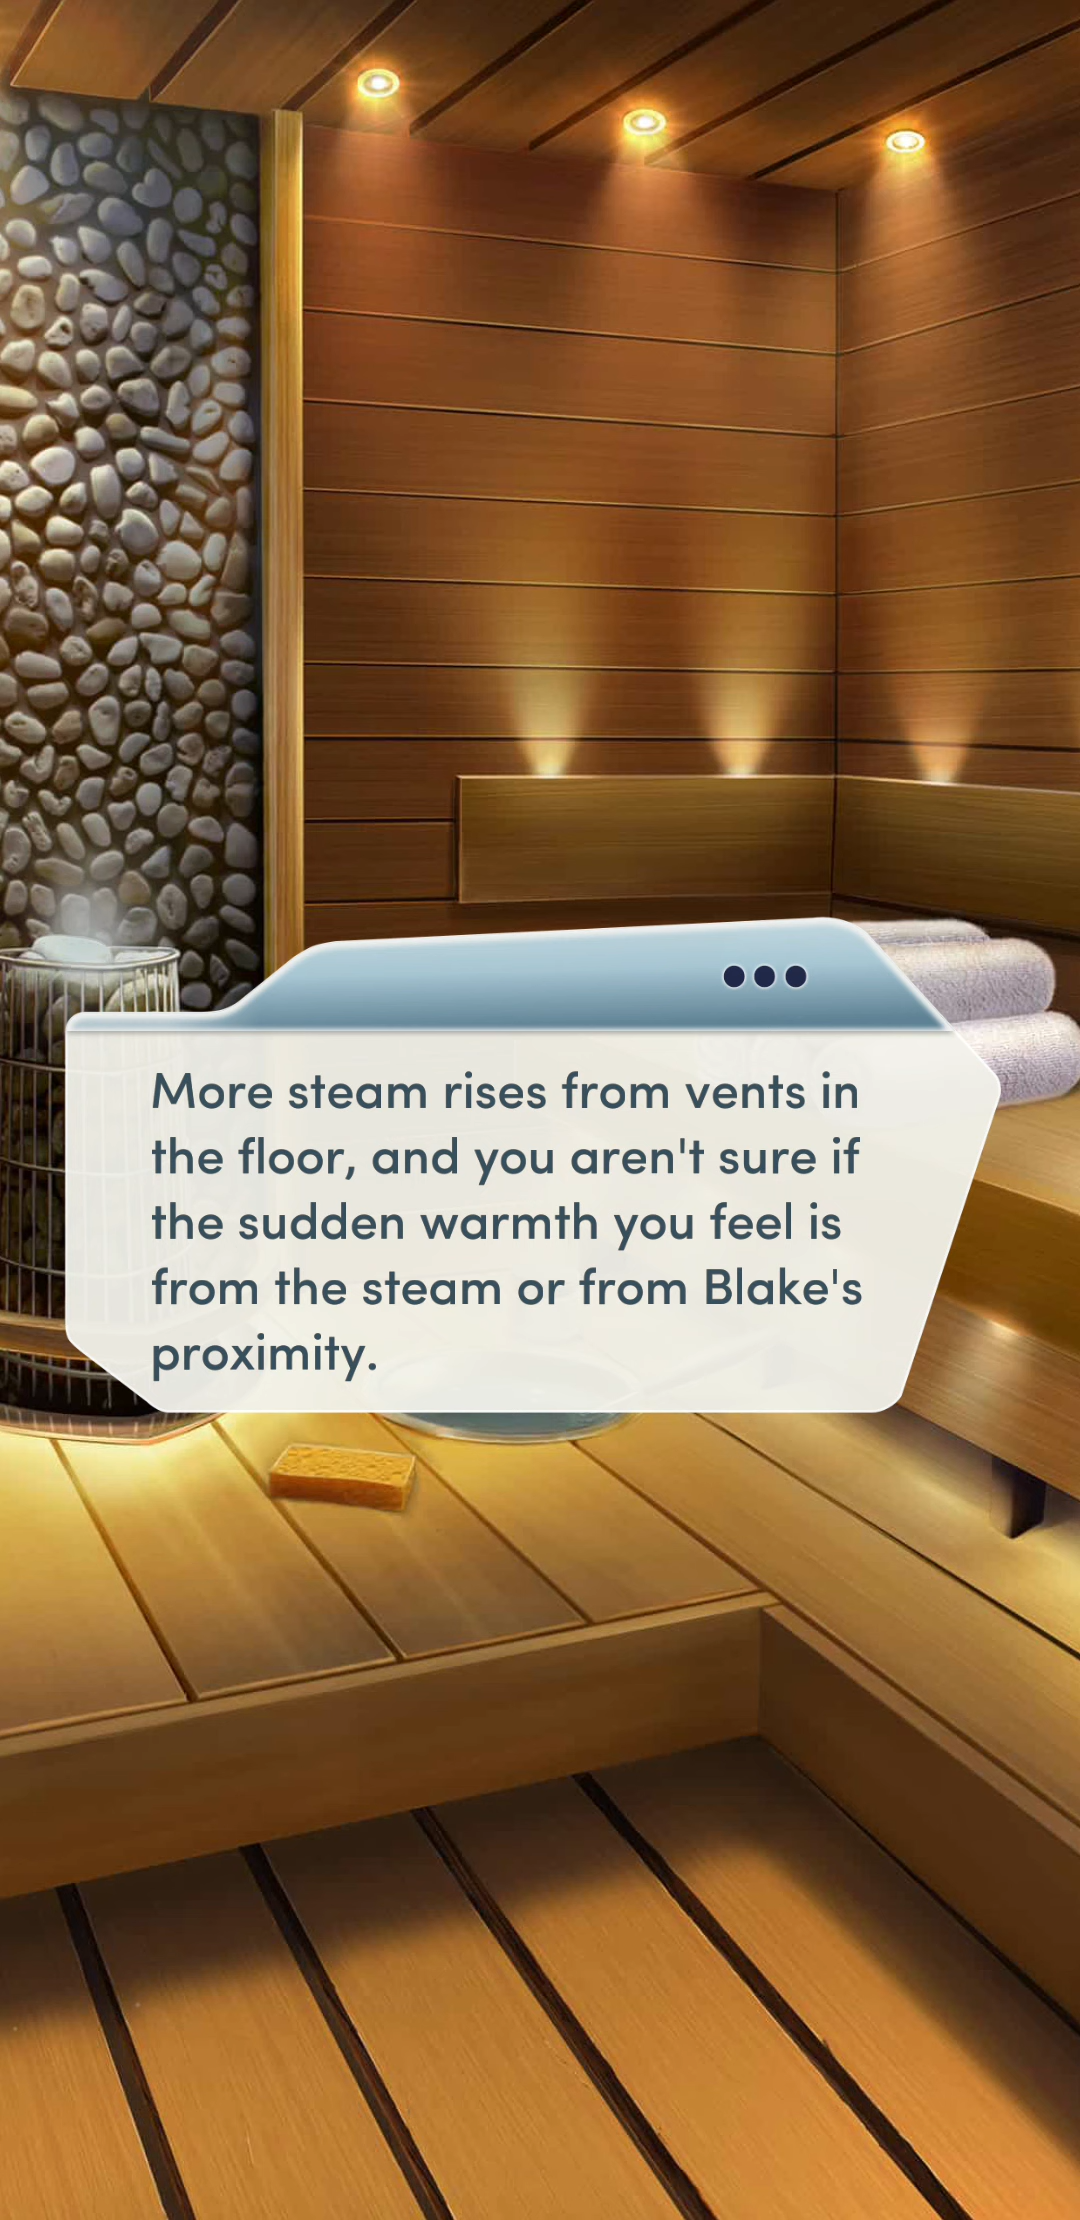 More steam rises from vents in
the floor, and you aren't sure if
the sudden warmth you feel is
from the steam or from Blake's
proximity.